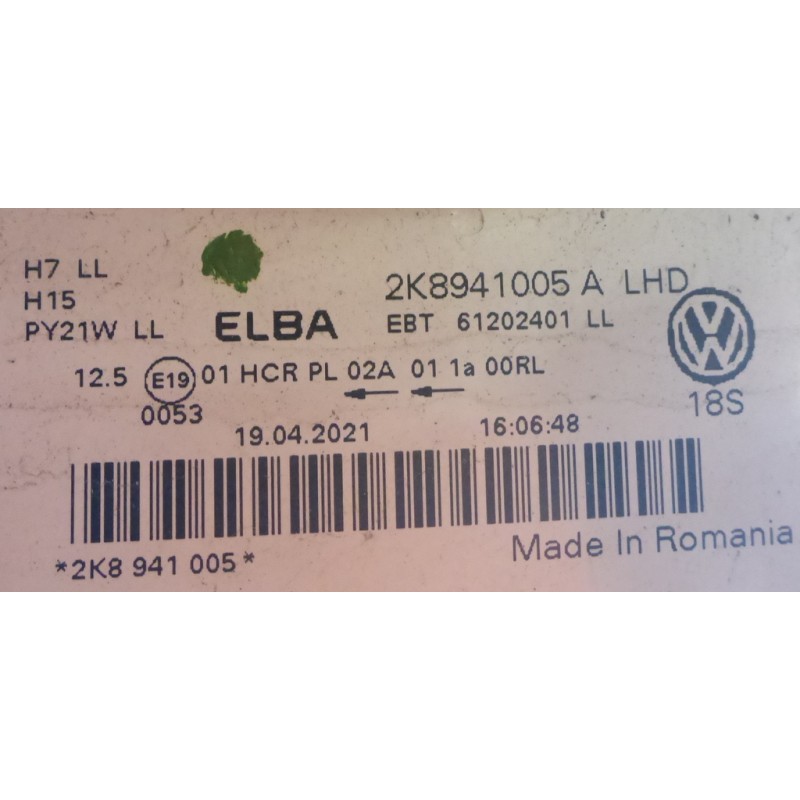 H7 LL
H15
PY21W LL
ELBA
2K8941005 A LHD
EBT 61202401 LL
12.5 E19 01 HCR PL 02A 01 1a 00RL
0053
18S
19.04.2021 16:06:48
*2K8 941 005*
Made In Romania